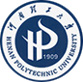 河南理工大学
HENAN POLYTECHNIC UNIVERSITY
1909